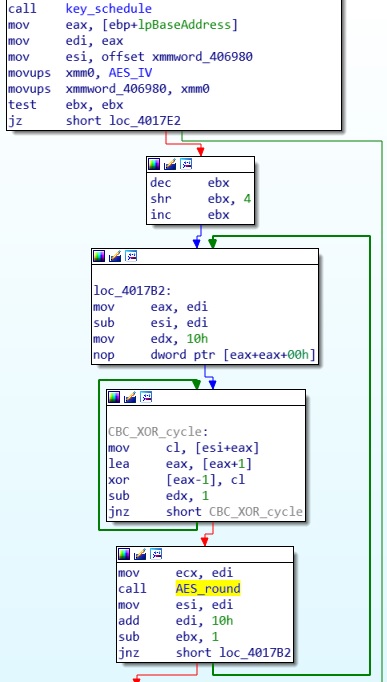 call    key_schedule
mov     eax, [ebp+lpBaseAddress]
mov     edi, eax
mov     esi, offset xmmword_406980
movups  xmm0, AES_IV
movups  xmmword_406980, xmm0
test    ebx, ebx
jz      short loc_4017E2
dec     ebx
shr     ebx, 4
inc     ebx
loc_4017B2:
mov     eax, edi
sub     esi, edi
mov     edx, 10h
nop     dword ptr [eax+eax+00h]
CBC_XOR_cycle:
mov     cl, [esi+eax]
lea     eax, [eax+1]
xor     [eax-1], cl
sub     edx, 1
jnz     short CBC_XOR_cycle
mov     ecx, edi
call    AES_round
mov     esi, edi
add     edi, 10h
sub     ebx, 1
jnz     short loc_4017B2